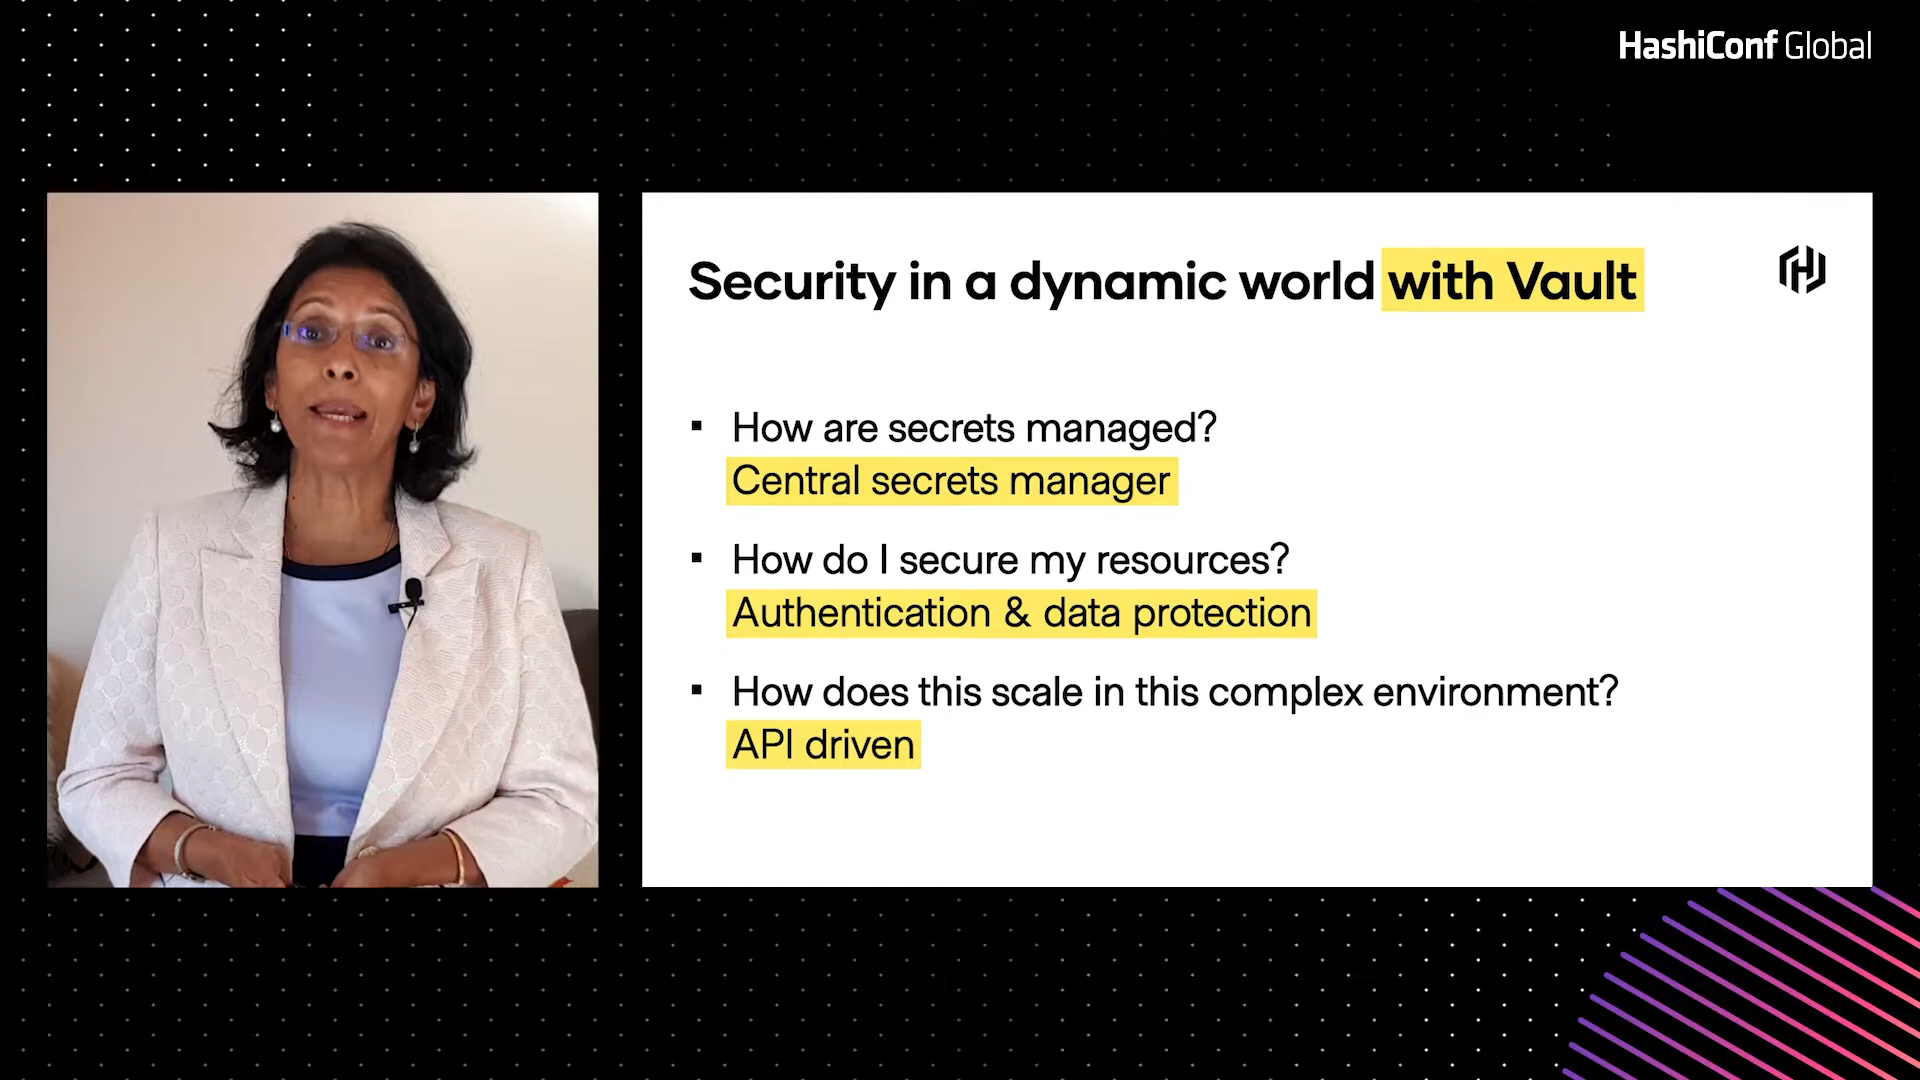 HashiConf Global
Security in a dynamic world with Vault
▪ How are secrets managed?
Central secrets manager
▪ How do I secure my resources?
Authentication & data protection
▪ How does this scale in this complex environment?
API driven